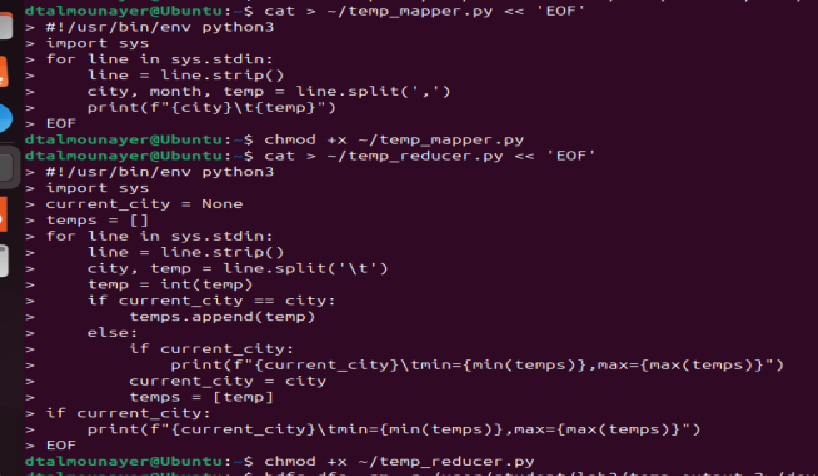 dtalmounayer@Ubuntu:~$ cat > ~/temp_mapper.py << 'EOF'
> #!/usr/bin/env python3
> import sys
> for line in sys.stdin:
>     line = line.strip()
>     city, month, temp = line.split(',')
>     print(f"{city}\t{temp}")
> EOF
dtalmounayer@Ubuntu:~$ chmod +x ~/temp_mapper.py
dtalmounayer@Ubuntu:~$ cat > ~/temp_reducer.py << 'EOF'
> #!/usr/bin/env python3
> import sys
> current_city = None
> temps = []
> for line in sys.stdin:
>     line = line.strip()
>     city, temp = line.split('\t')
>     temp = int(temp)
>     if current_city == city:
>         temps.append(temp)
>     else:
>         if current_city:
>             print(f"{current_city}\tmin={min(temps)},max={max(temps)}")
>         current_city = city
>         temps = [temp]
> if current_city:
>     print(f"{current_city}\tmin={min(temps)},max={max(temps)}")
> EOF
dtalmounayer@Ubuntu:~$ chmod +x ~/temp_reducer.py
dtalmounayer@Ubuntu:~$